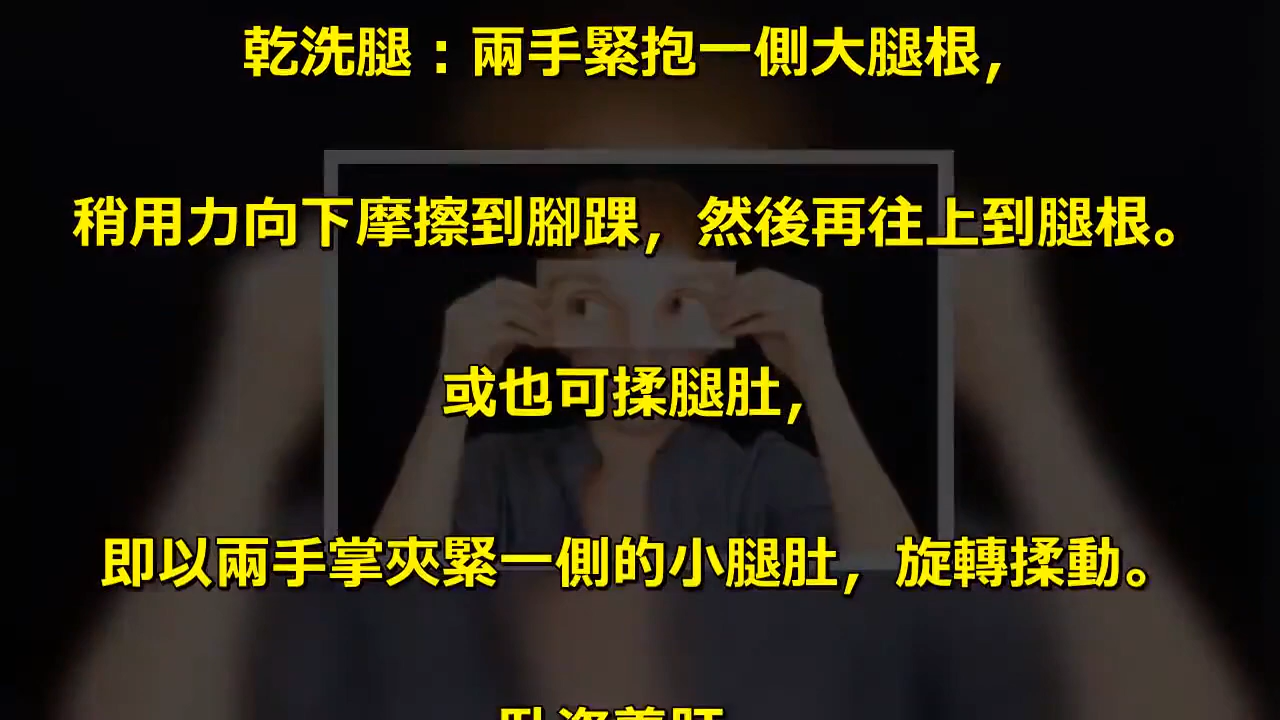 乾洗腿：兩手緊抱一側大腿根，
稍用力向下摩擦到腳踝，然後再往上到腿根。
或也可揉腿肚，
即以兩手掌夾緊一側的小腿肚，旋轉揉動。